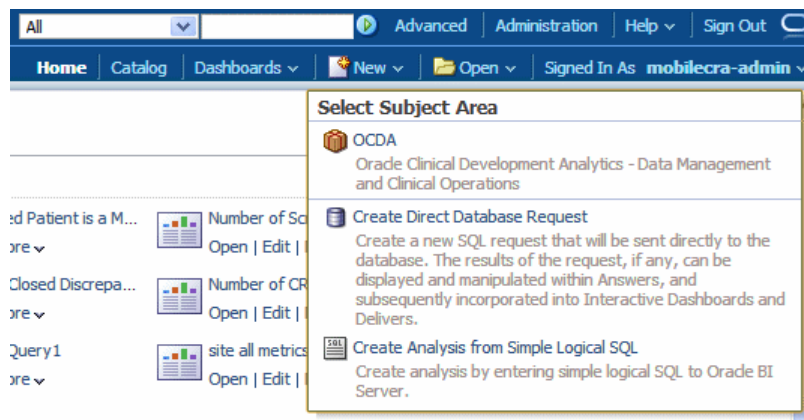 All
Advanced Administration Help Sign Out
Home Catalog Dashboards New Open Signed In As mobilecra-admin
Select Subject Area
OCDA
Oracle Clinical Development Analytics - Data Management
and Clinical Operations
ed Patient is a M...
ore
Number of Sc
Open | Edit |
Create Direct Database Request
Create a new SQL request that will be sent directly to the
database. The results of the request, if any, can be
displayed and manipulated within Answers, and
subsequently incorporated into Interactive Dashboards and
Delivers.
Closed Discrepa...
ore
Number of CR
Open | Edit |
Query1
ore
site all metrics
Open | Edit |
SQL
Create Analysis from Simple Logical SQL
Create analysis by entering simple logical SQL to Oracle BI
Server.